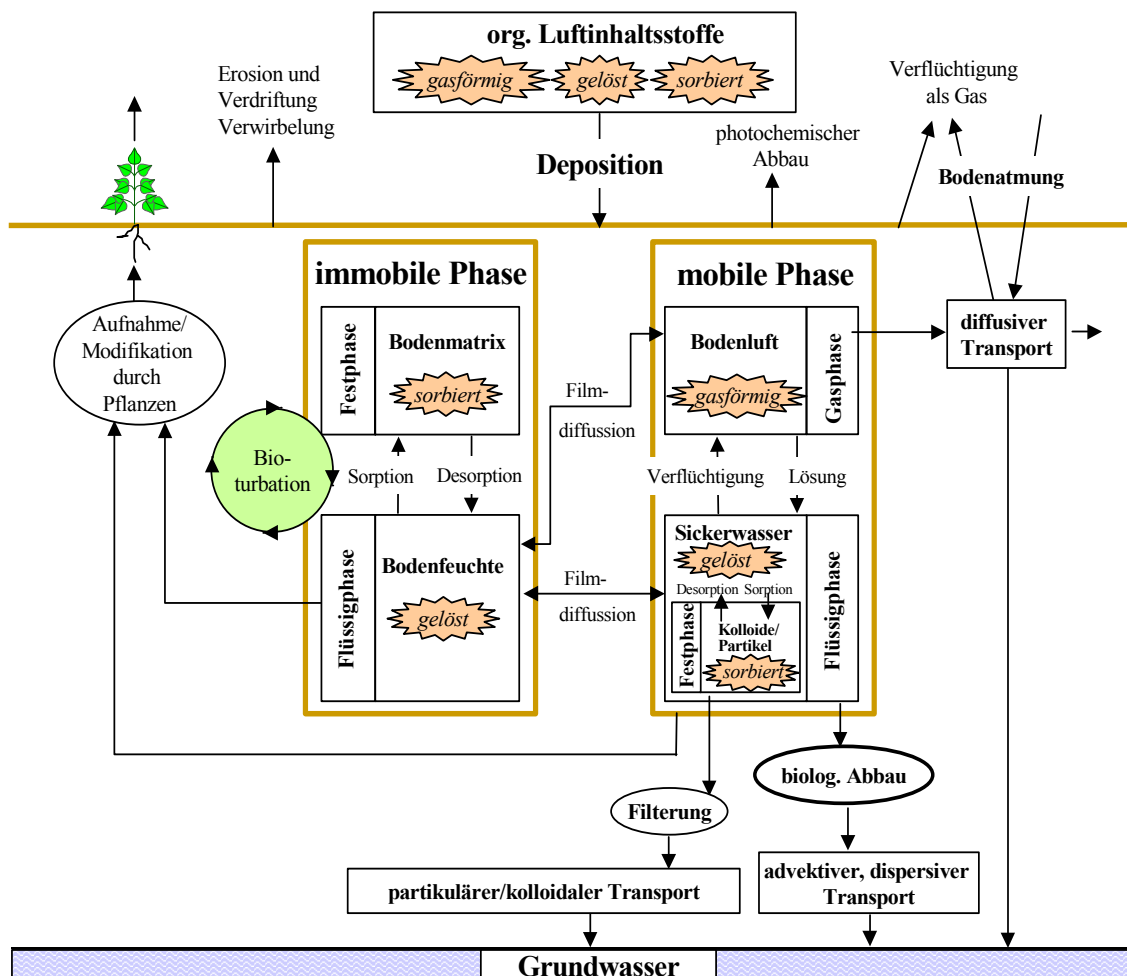 org. Luftinhaltsstoffe
gasförmig
gelöst
sorbiert
Erosion und
Verdriftung
Verwirbelung
Verflüchtigung
als Gas
photochemischer
Abbau
Deposition
Bodenatmung
immobile Phase
mobile Phase
Aufnahme/
Modifikation
durch
Pflanzen
Festphase
Bodenmatrix
sorbiert
Film-
diffussion
Bodenluft
gasförmig
Gasphase
diffusiver
Transport
Bio-
turbation
Sorption
Desorption
Verflüchtigung
Lösung
Flüssigphase
Bodenfeuchte
gelöst
Film-
diffussion
Sickerwasser
gelöst
Desorption
Sorption
Festphase
Kolloide/
Partikel
sorbiert
Flüssigphase
biolog. Abbau
Filterung
partikulärer/kolloidaler Transport
advektiver, dispersiver
Transport
Grundwasser